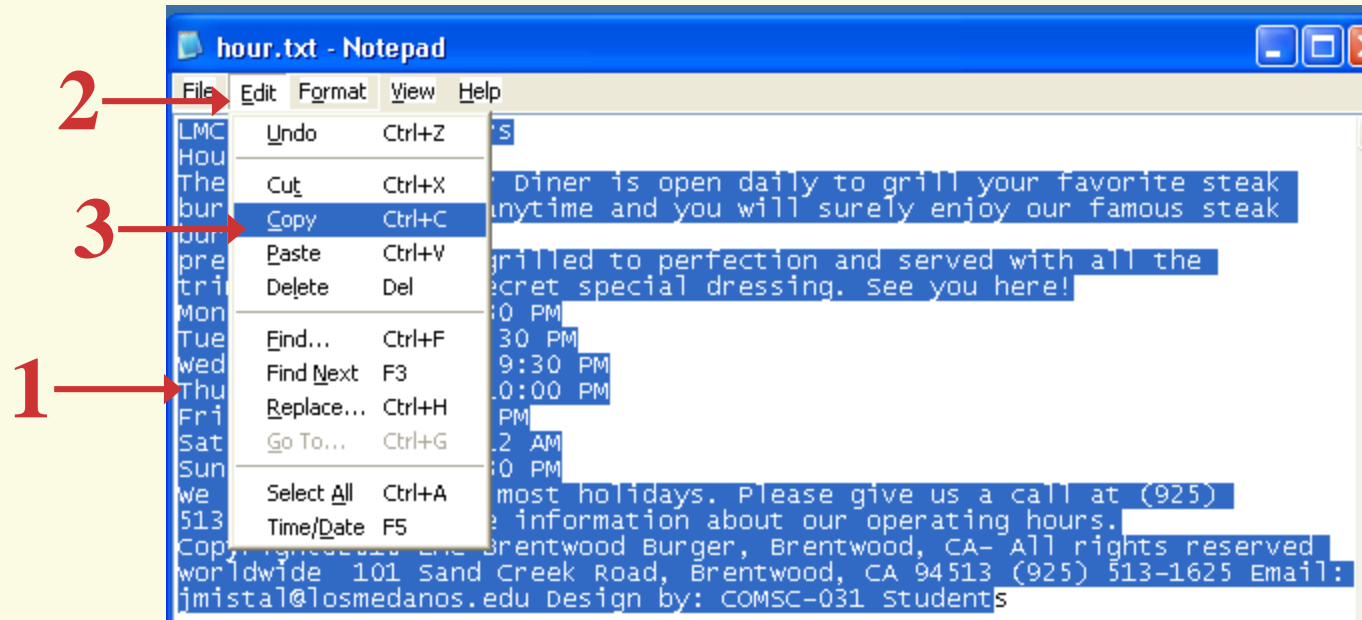 hour.txt - Notepad
2
File Edit Format View Help
Undo Ctrl+Z
Cut Ctrl+X
3
Copy Ctrl+C
Paste Ctrl+V
Delete Del
Find... Ctrl+F
Find Next F3
Replace... Ctrl+H
Go To... Ctrl+G
Select All Ctrl+A
Time/Date F5
1
LMC
Hou
The Diner is open daily to grill your favorite steak
bur nytime and you will surely enjoy our famous steak
bur
pre grilled to perfection and served with all the
tri cret special dressing. See you here!
Mon 0 PM
Tue 30 PM
Wed 9:30 PM
Thu 0:00 PM
Fri PM
Sat 2 AM
Sun 0 PM
We most holidays. Please give us a call at (925)
513 information about our operating hours.
Brentwood Burger, Brentwood, CA- All rights reserved
worldwide 101 Sand Creek Road, Brentwood, CA 94513 (925) 513-1625 Email:
jmistal@losmedanos.edu Design by: COMSC-031 Students